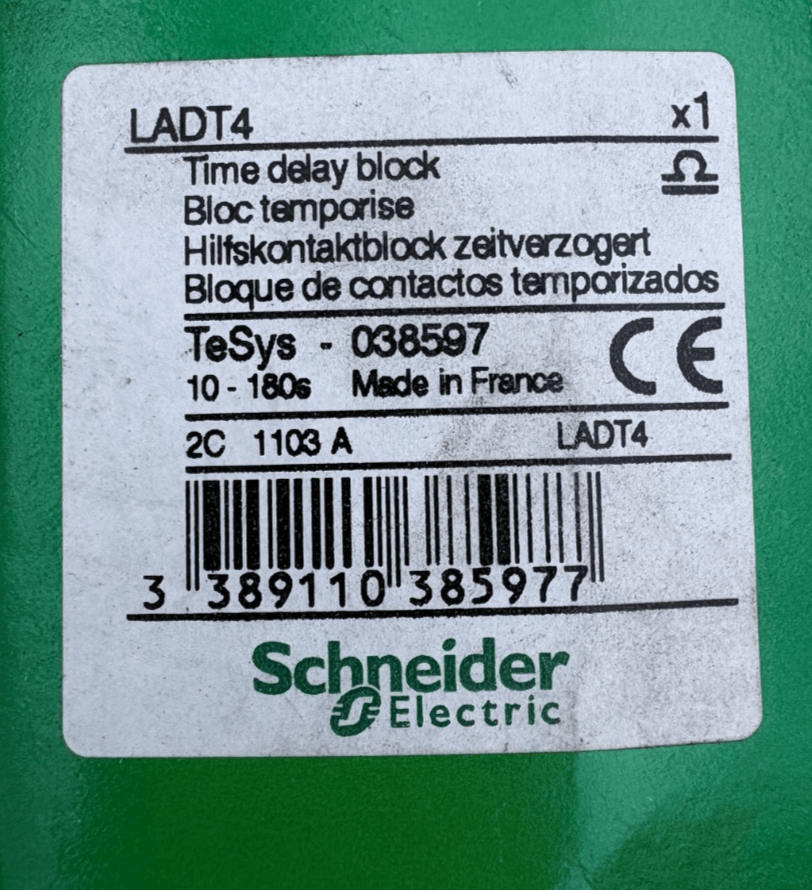 LADT4 x1
Time delay block
Bloc temporise
Hilfskontaktblock zeitverzogert
Bloque de contactos temporizados
TeSys - 038597
CE
10 - 180s Made in France
2C 1103 A LADT4
3 389110 385977
Schneider
Electric